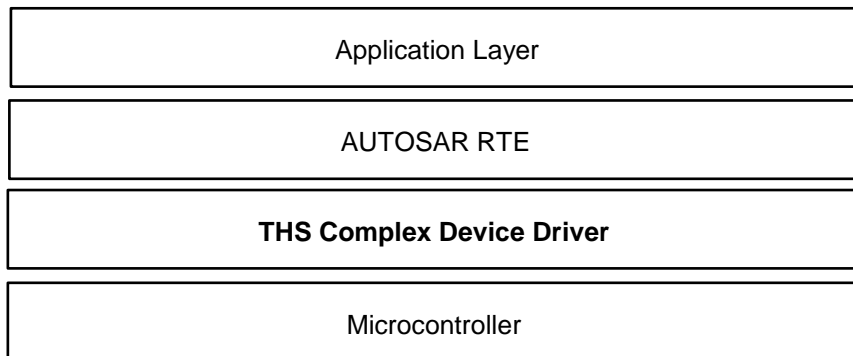 Application Layer
AUTOSAR RTE
THS Complex Device Driver
Microcontroller